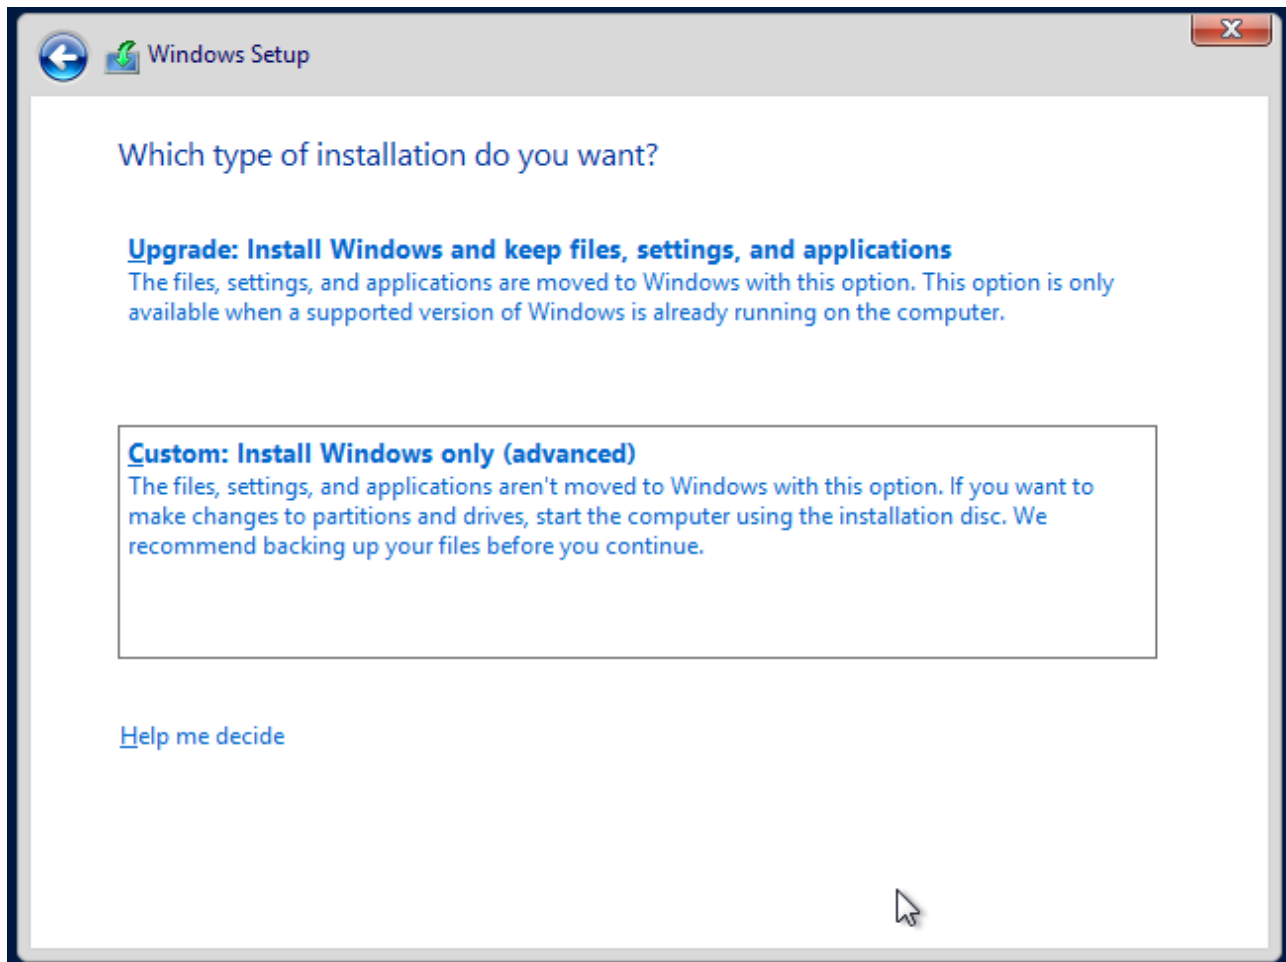 Windows Setup
x
Which type of installation do you want?
Upgrade: Install Windows and keep files, settings, and applications
The files, settings, and applications are moved to Windows with this option. This option is only
available when a supported version of Windows is already running on the computer.
Custom: Install Windows only (advanced)
The files, settings, and applications aren't moved to Windows with this option. If you want to
make changes to partitions and drives, start the computer using the installation disc. We
recommend backing up your files before you continue.
Help me decide